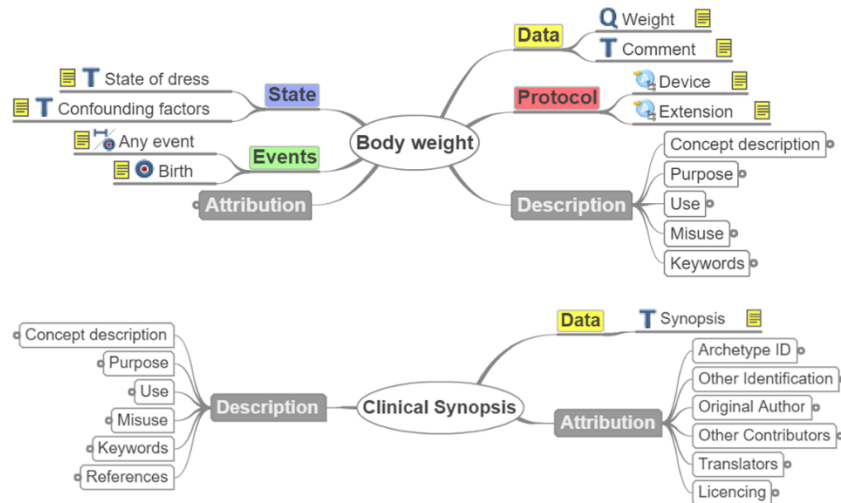 Data
Q Weight
T Comment
T State of dress
State
T Confounding factors
Protocol
Device
Extension
Body weight
Any event
Events
Birth
Attribution
Description
Concept description
Purpose
Use
Misuse
Keywords
Data
T Synopsis
Concept description
Purpose
Use
Misuse
Keywords
References
Description
Clinical Synopsis
Attribution
Archetype ID
Other Identification
Original Author
Other Contributors
Translators
Licencing